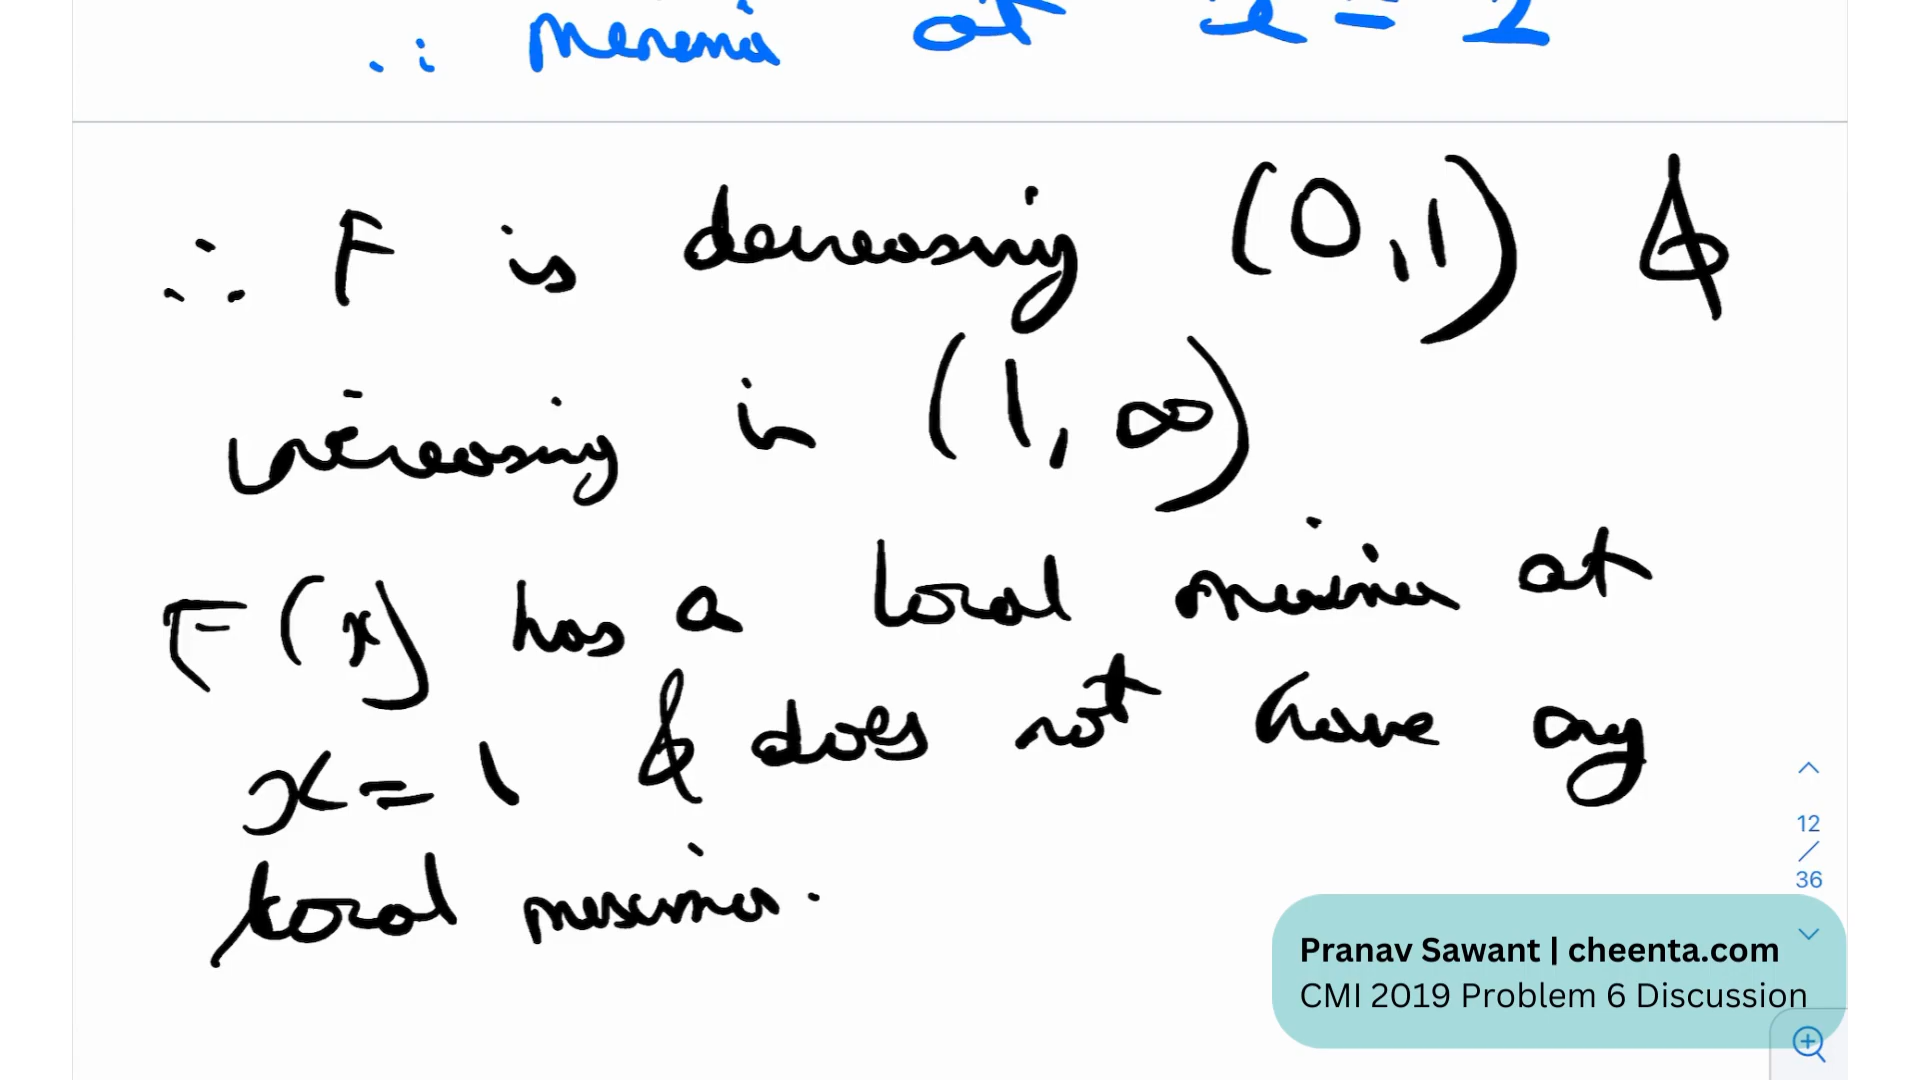 ∴ minima at x = 1
∴ F is decreasing (0,1) &
increasing in (1, ∞)
F(x) has a local minima at
x = 1 & does not have any
local maxima.
12
/
36
Pranav Sawant | cheenta.com
CMI 2019 Problem 6 Discussion